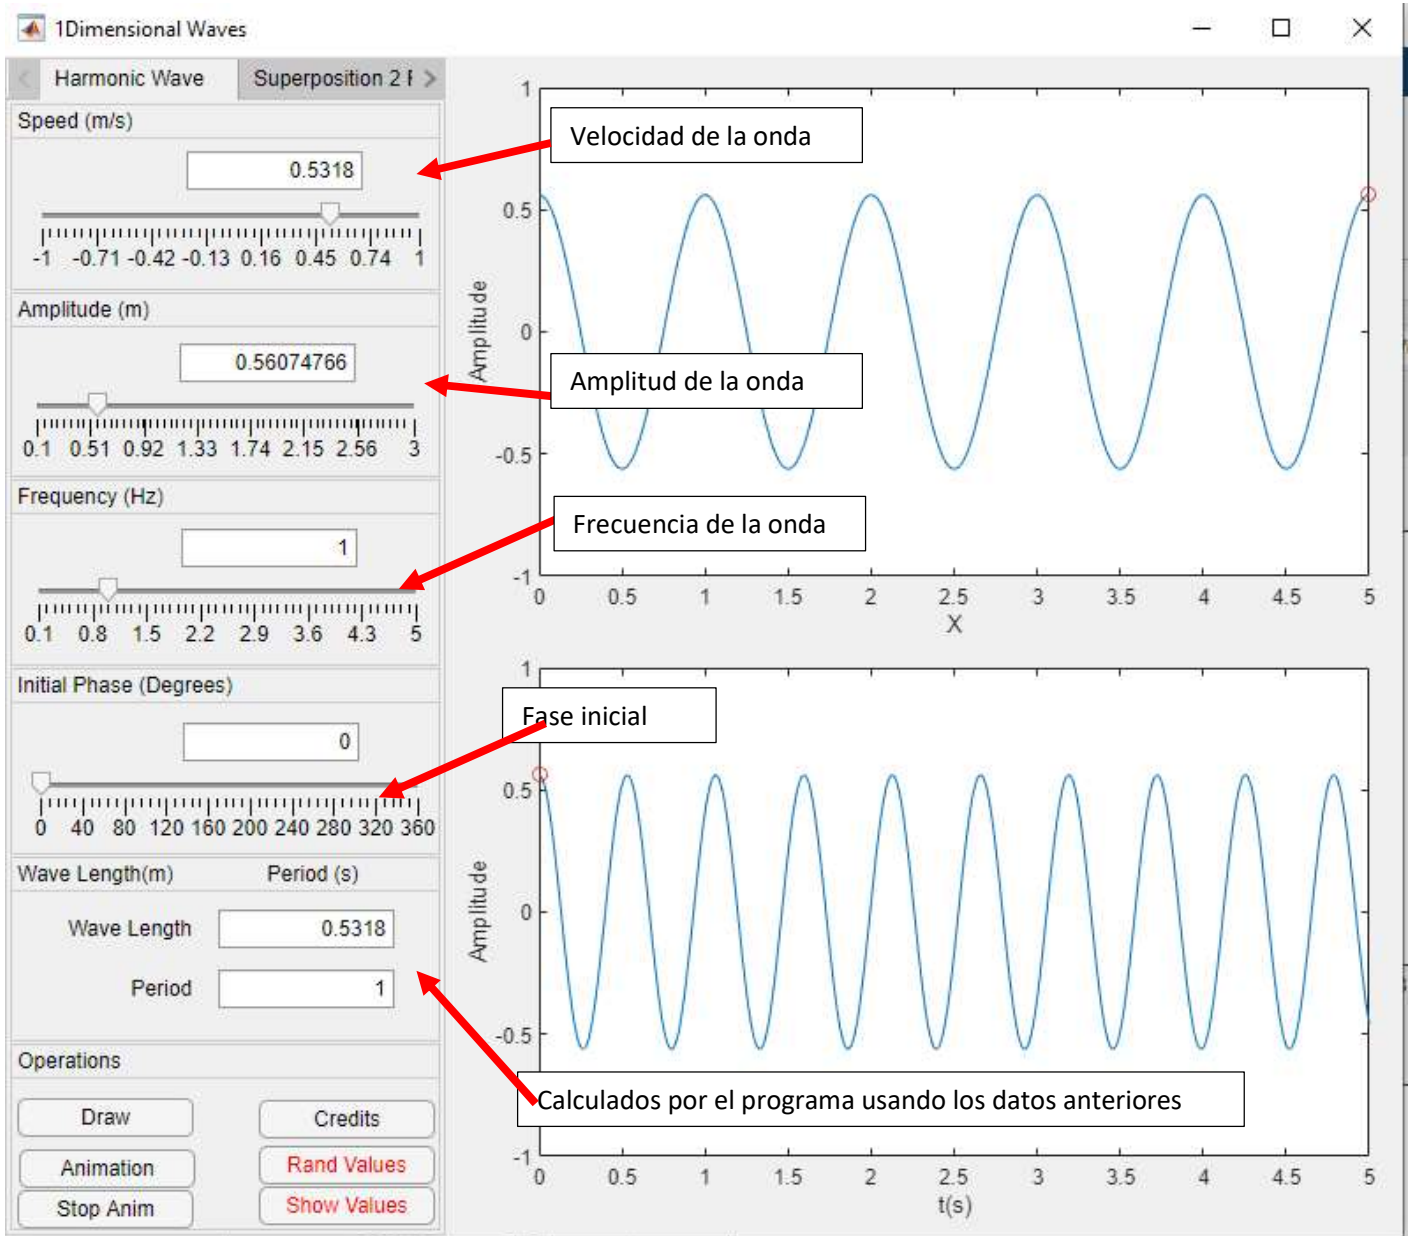 1Dimensional Waves
Harmonic Wave
Superposition 2 F
Speed (m/s)
0.5318
-1 -0.71 -0.42 -0.13 0.16 0.45 0.74 1
Amplitude (m)
0.56074766
0.1 0.51 0.92 1.33 1.74 2.15 2.56 3
Frequency (Hz)
1
0.1 0.8 1.5 2.2 2.9 3.6 4.3 5
Initial Phase (Degrees)
0
0 40 80 120 160 200 240 280 320 360
Wave Length(m) Period (s)
Wave Length 0.5318
Period 1
Operations
Draw Credits
Animation Rand Values
Stop Anim Show Values
Velocidad de la onda
Amplitud de la onda
Frecuencia de la onda
Fase inicial
Calculados por el programa usando los datos anteriores
1
0.5
0
-0.5
-1
Amplitude
0 0.5 1 1.5 2 2.5 3 3.5 4 4.5 5
X
1
0.5
0
-0.5
-1
Amplitude
0 0.5 1 1.5 2 2.5 3 3.5 4 4.5 5
t(s)